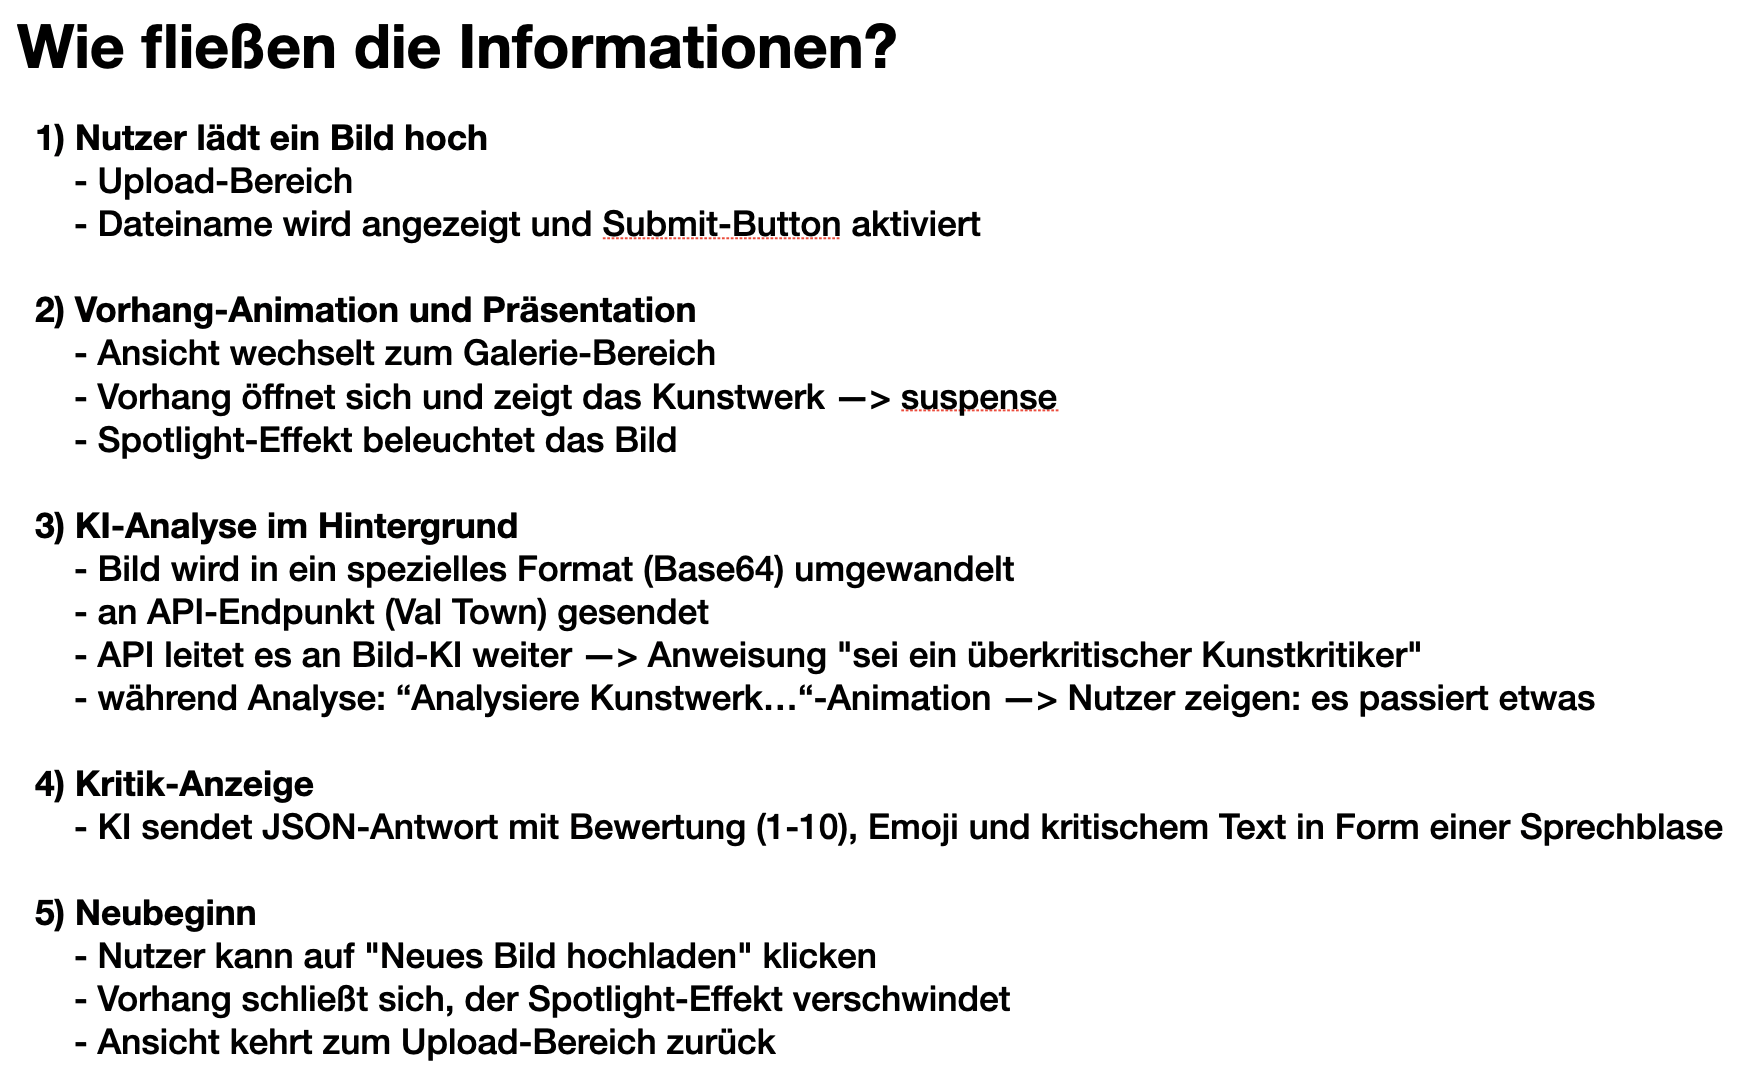 Wie fließen die Informationen?
1) Nutzer lädt ein Bild hoch
- Upload-Bereich
- Dateiname wird angezeigt und Submit-Button aktiviert
2) Vorhang-Animation und Präsentation
- Ansicht wechselt zum Galerie-Bereich
- Vorhang öffnet sich und zeigt das Kunstwerk —> suspense
- Spotlight-Effekt beleuchtet das Bild
3) KI-Analyse im Hintergrund
- Bild wird in ein spezielles Format (Base64) umgewandelt
- an API-Endpunkt (Val Town) gesendet
- API leitet es an Bild-KI weiter —> Anweisung "sei ein überkritischer Kunstkritiker"
- während Analyse: “Analysiere Kunstwerk…“-Animation —> Nutzer zeigen: es passiert etwas
4) Kritik-Anzeige
- KI sendet JSON-Antwort mit Bewertung (1-10), Emoji und kritischem Text in Form einer Sprechblase
5) Neubeginn
- Nutzer kann auf "Neues Bild hochladen" klicken
- Vorhang schließt sich, der Spotlight-Effekt verschwindet
- Ansicht kehrt zum Upload-Bereich zurück